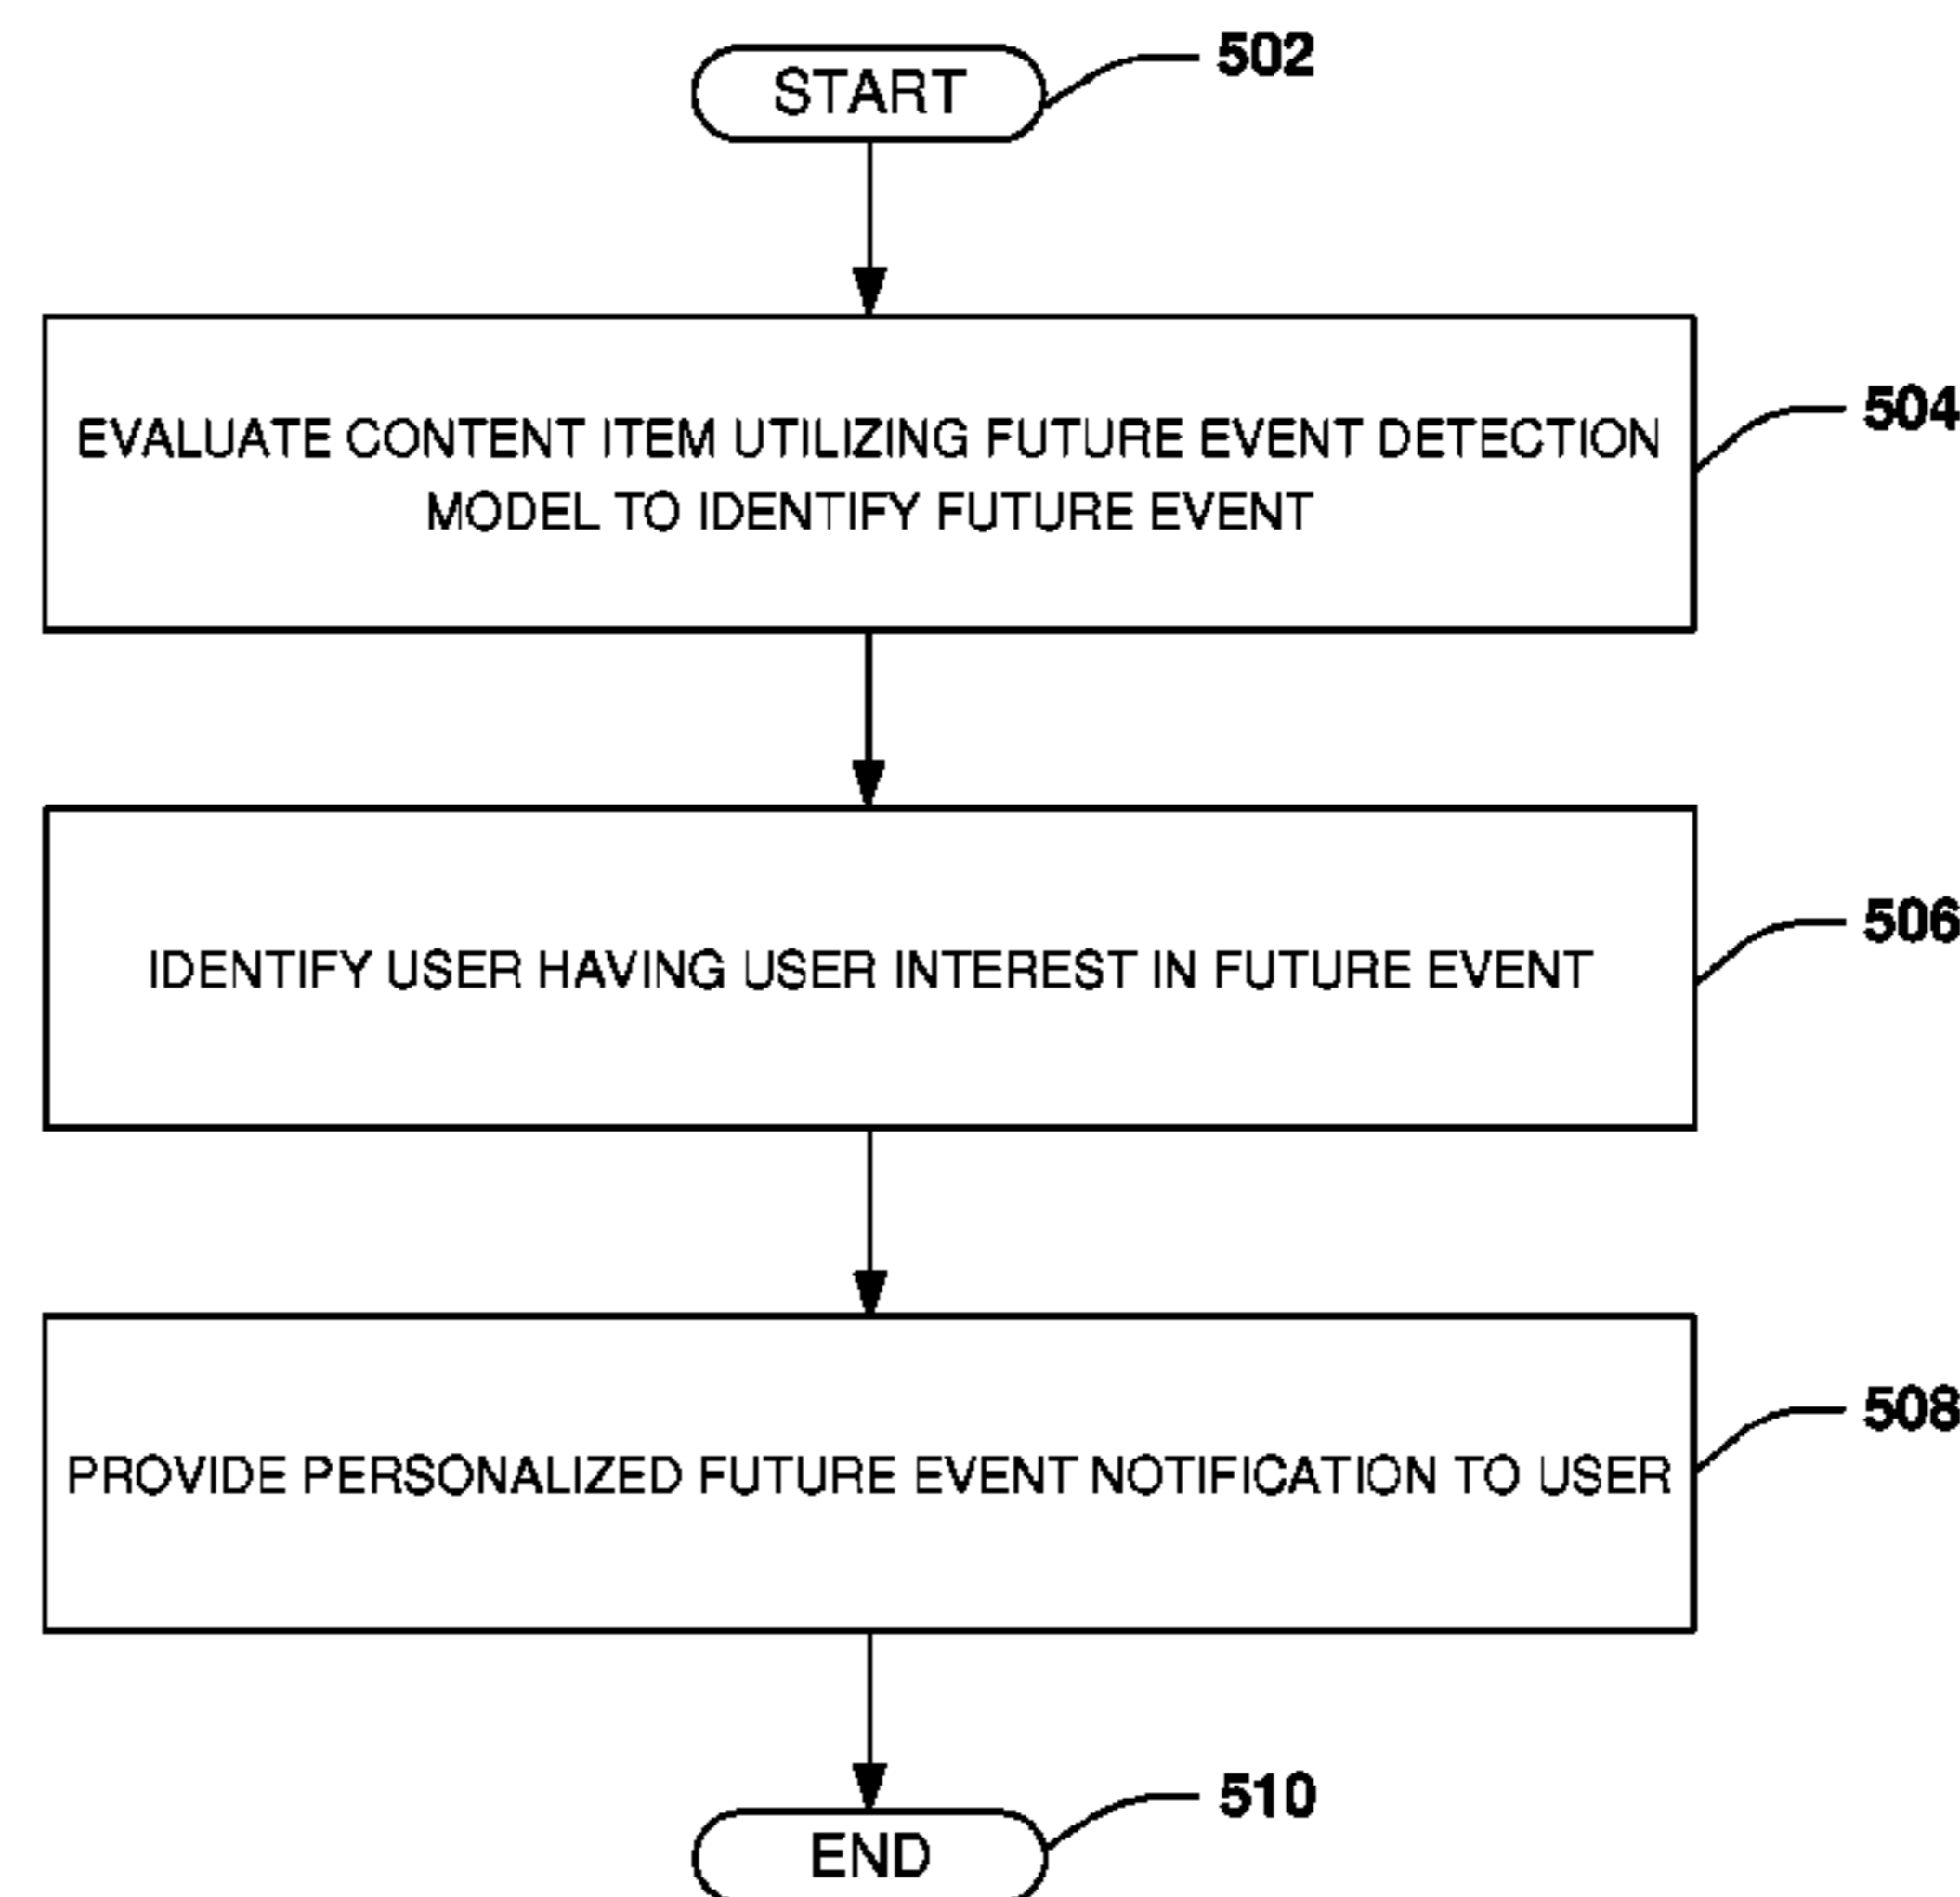 START
502
EVALUATE CONTENT ITEM UTILIZING FUTURE EVENT DETECTION
MODEL TO IDENTIFY FUTURE EVENT
504
IDENTIFY USER HAVING USER INTEREST IN FUTURE EVENT
506
PROVIDE PERSONALIZED FUTURE EVENT NOTIFICATION TO USER
508
END
510